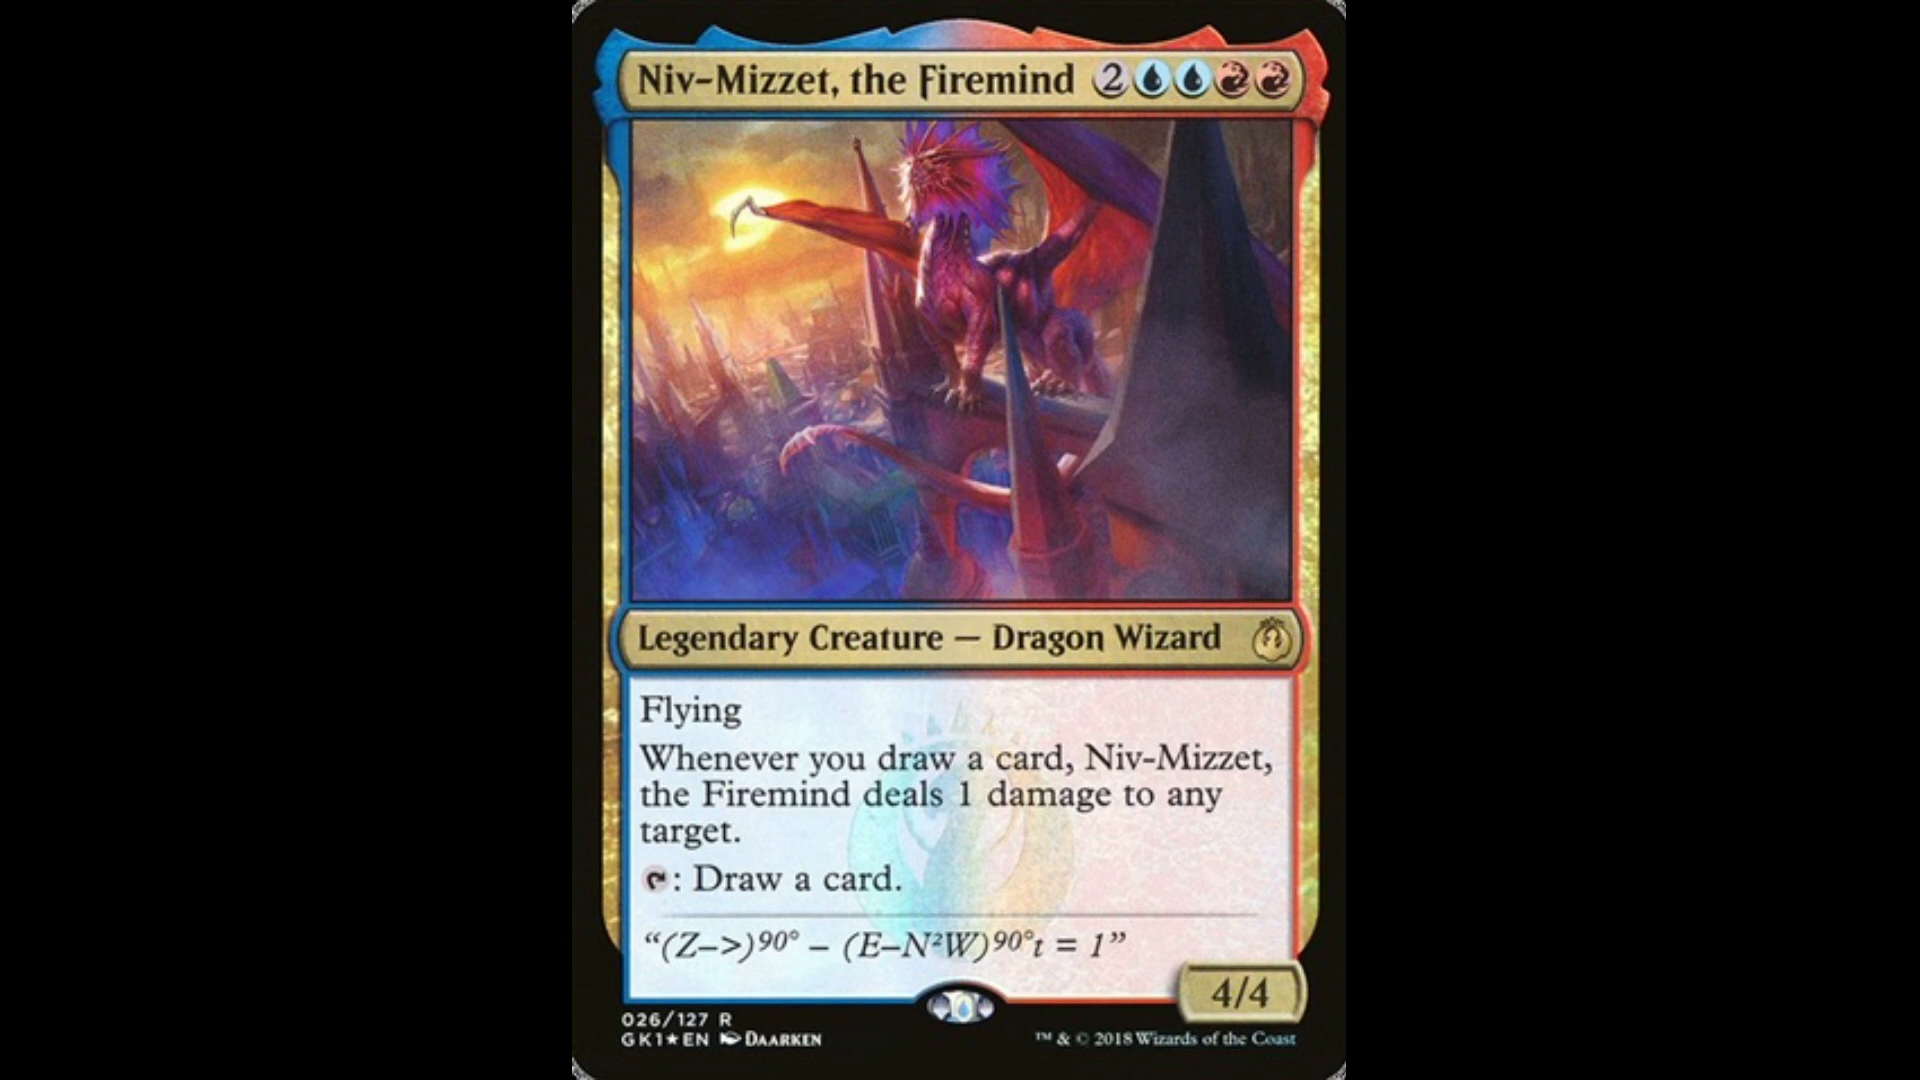 Niv-Mizzet, the Firemind 2
Legendary Creature — Dragon Wizard
Flying
Whenever you draw a card, Niv-Mizzet,
the Firemind deals 1 damage to any
target.
: Draw a card.
“(Z–>)⁹⁰° – (E–N²W)⁹⁰°t = 1”
4/4
026/127 R
GK1★EN DAARKEN
™ & © 2018 Wizards of the Coast